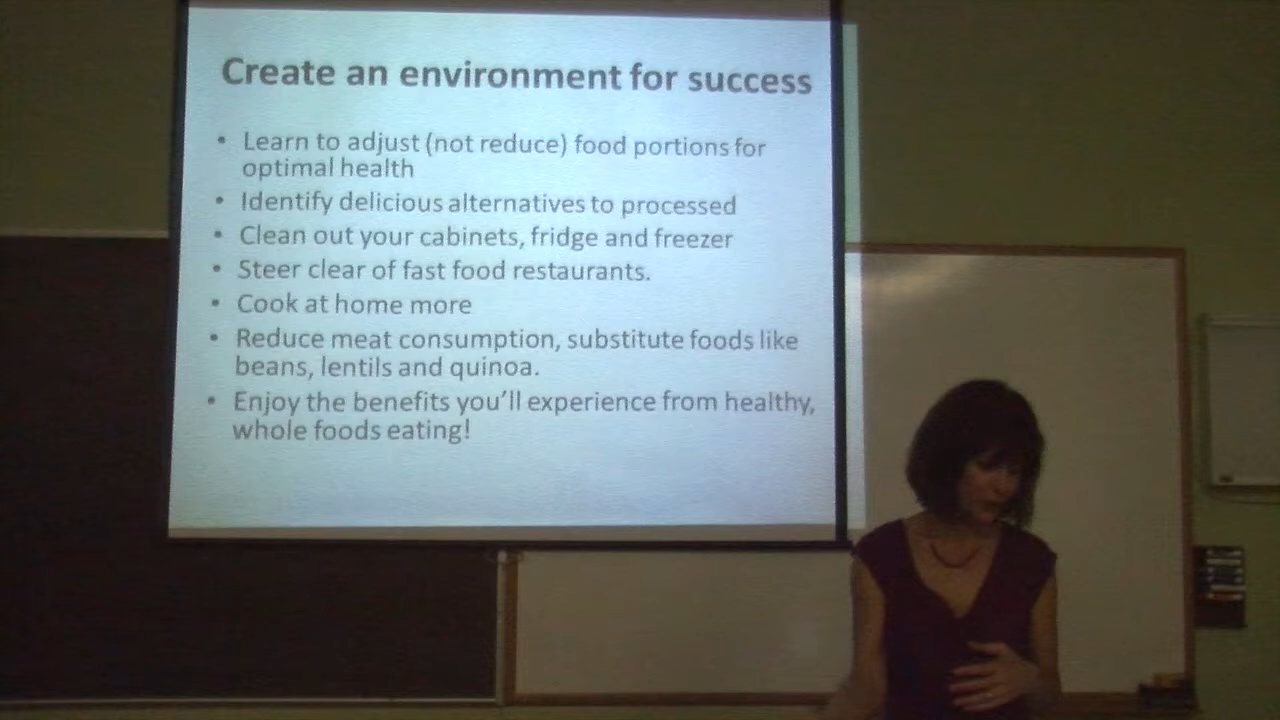 Create an environment for success
• Learn to adjust (not reduce) food portions for
optimal health
• Identify delicious alternatives to processed
• Clean out your cabinets, fridge and freezer
• Steer clear of fast food restaurants.
• Cook at home more
• Reduce meat consumption, substitute foods like
beans, lentils and quinoa.
• Enjoy the benefits you'll experience from healthy,
whole foods eating!